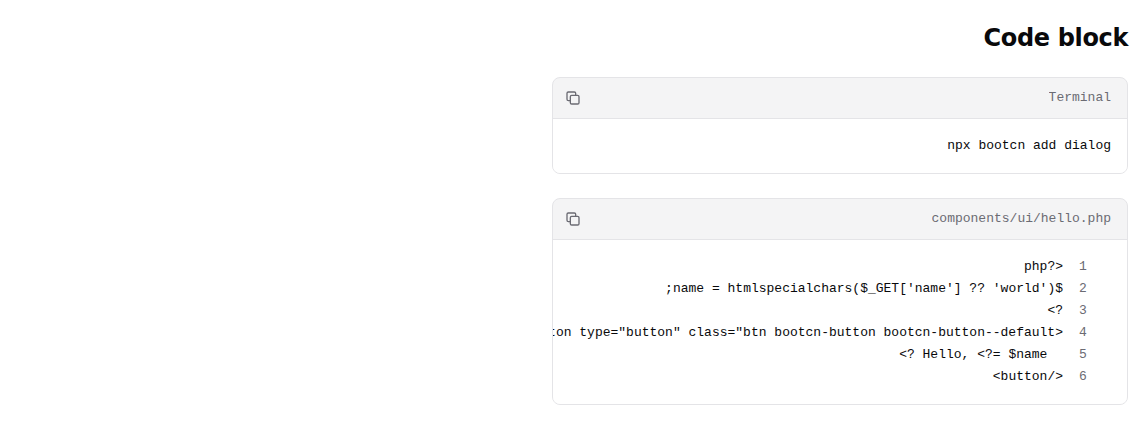 Code block
Terminal
npx bootcn add dialog
components/ui/hello.php
php?> 1
;name = htmlspecialchars($_GET['name'] ?? 'world')$ 2
<? 3
type="button" class="btn bootcn-button bootcn-button--default> 4
<? Hello, <?= $name 5
<button/> 6